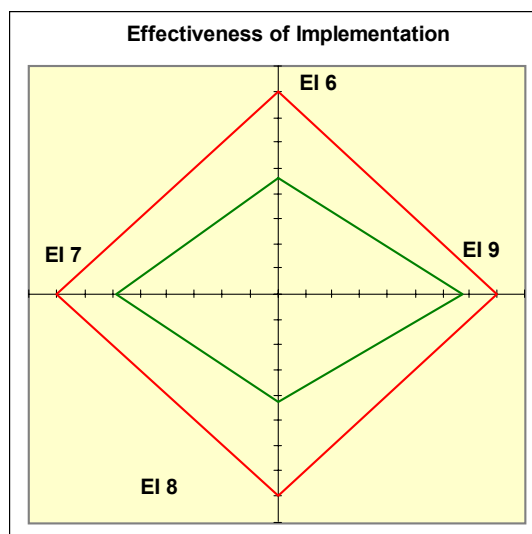 Effectiveness of Implementation
EI 6
EI 7
EI 9
EI 8